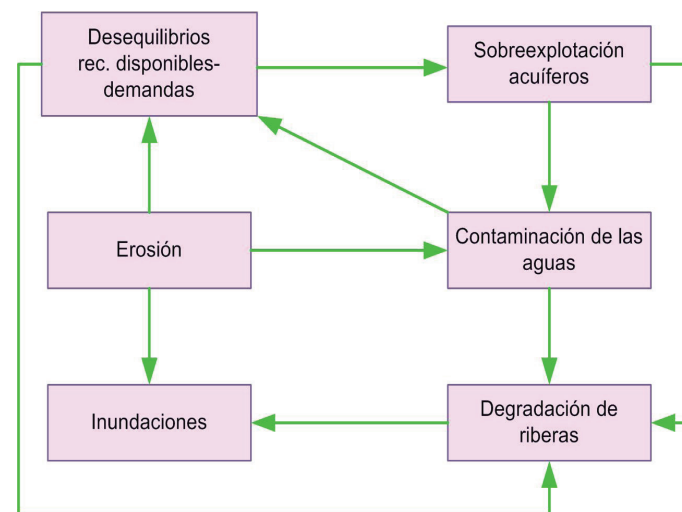 Desequilibrios
rec. disponibles-
demandas
Sobreexplotación
acuíferos
Erosión
Contaminación de las
aguas
Inundaciones
Degradación de
riberas